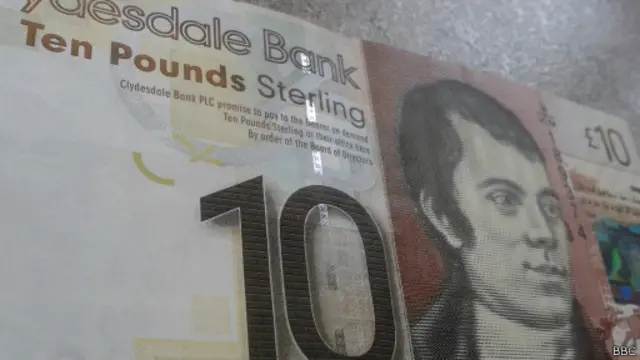 ydesdale Bank
Ten Pounds Sterling
Clydesdale Bank PLC promise to pay to the bearer on demand
Ten Pounds Sterling at their office here
By order of the Board of Directors
10
£10
4
BBC